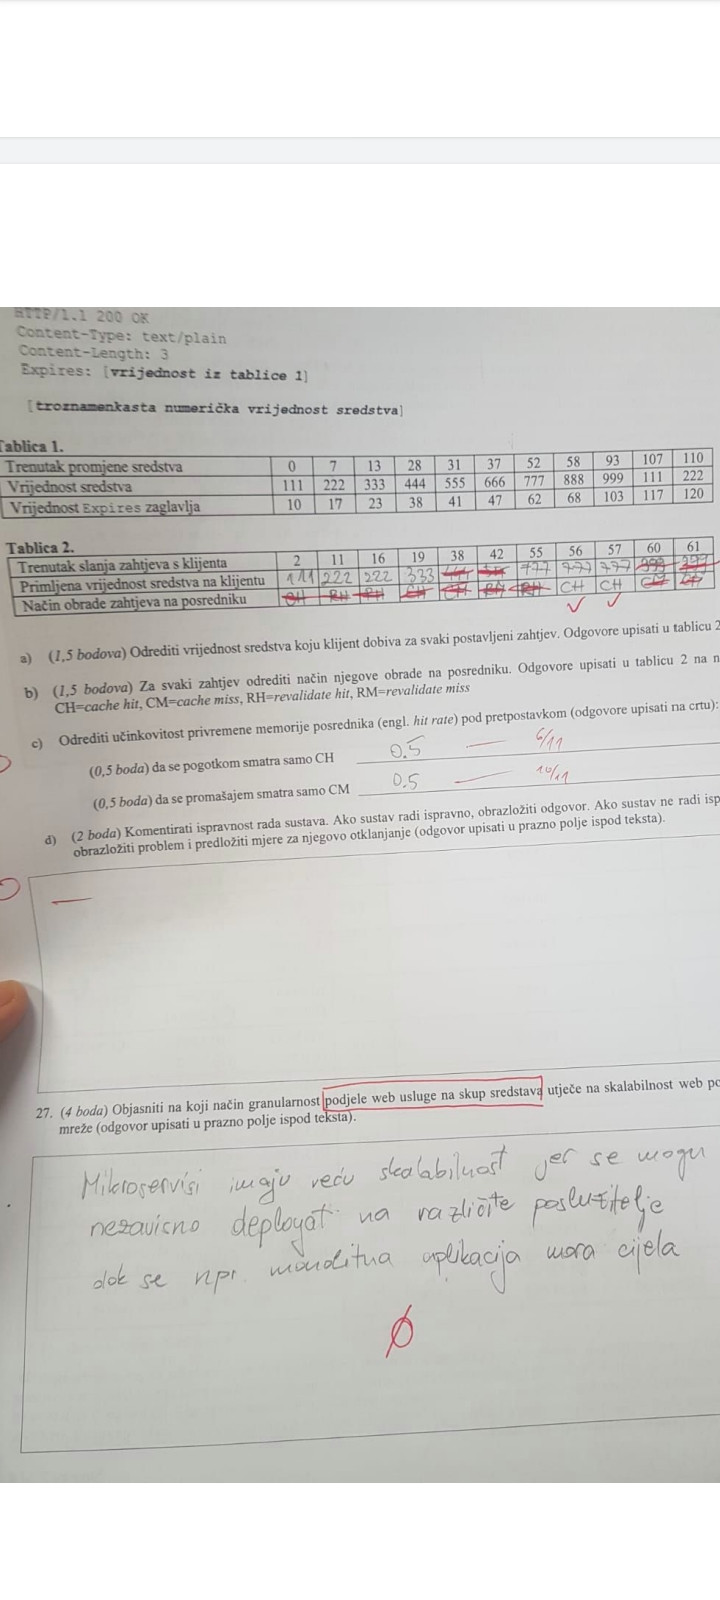 HTTP/1.1 200 OK
Content-Type: text/plain
Content-Length: 3
Expires: [vrijednost iz tablice 1]
[troznamenkasta numerička vrijednost sredstva]
Tablica 1.
Trenutak promjene sredstva 0 7 13 28 31 37 52 58 93 107 110
Vrijednost sredstva 111 222 333 444 555 666 777 888 999 111 222
Vrijednost Expires zaglavlja 10 17 23 38 41 47 62 68 103 117 120
Tablica 2.
Trenutak slanja zahtjeva s klijenta 2 11 16 19 38 42 55 56 57 60 61
Primljena vrijednost sredstva na klijentu 111 222 222 333 777 777 777
Način obrade zahtjeva na posredniku CH RH RH CH CH RH RH CH CH
a) (1,5 bodova) Odrediti vrijednost sredstva koju klijent dobiva za svaki postavljeni zahtjev. Odgovore upisati u tablicu 2
b) (1,5 bodova) Za svaki zahtjev odrediti način njegove obrade na posredniku. Odgovore upisati u tablicu 2 na n
CH=cache hit, CM=cache miss, RH=revalidate hit, RM=revalidate miss
c) Odrediti učinkovitost privremene memorije posrednika (engl. hit rate) pod pretpostavkom (odgovore upisati na crtu):
(0,5 boda) da se pogotkom smatra samo CH 0.5 — 6/11
(0,5 boda) da se promašajem smatra samo CM 0.5 — 10/11
d) (2 boda) Komentirati ispravnost rada sustava. Ako sustav radi ispravno, obrazložiti odgovor. Ako sustav ne radi isp
obrazložiti problem i predložiti mjere za njegovo otklanjanje (odgovor upisati u prazno polje ispod teksta).
27. (4 boda) Objasniti na koji način granularnost podjele web usluge na skup sredstava utječe na skalabilnost web po
mreže (odgovor upisati u prazno polje ispod teksta).
Mikroservisi imaju veću skalabilnost jer se mogu
nezavisno deployat na različite poslužitelje
dok se npr. monolitna aplikacija mora cijela
Ø